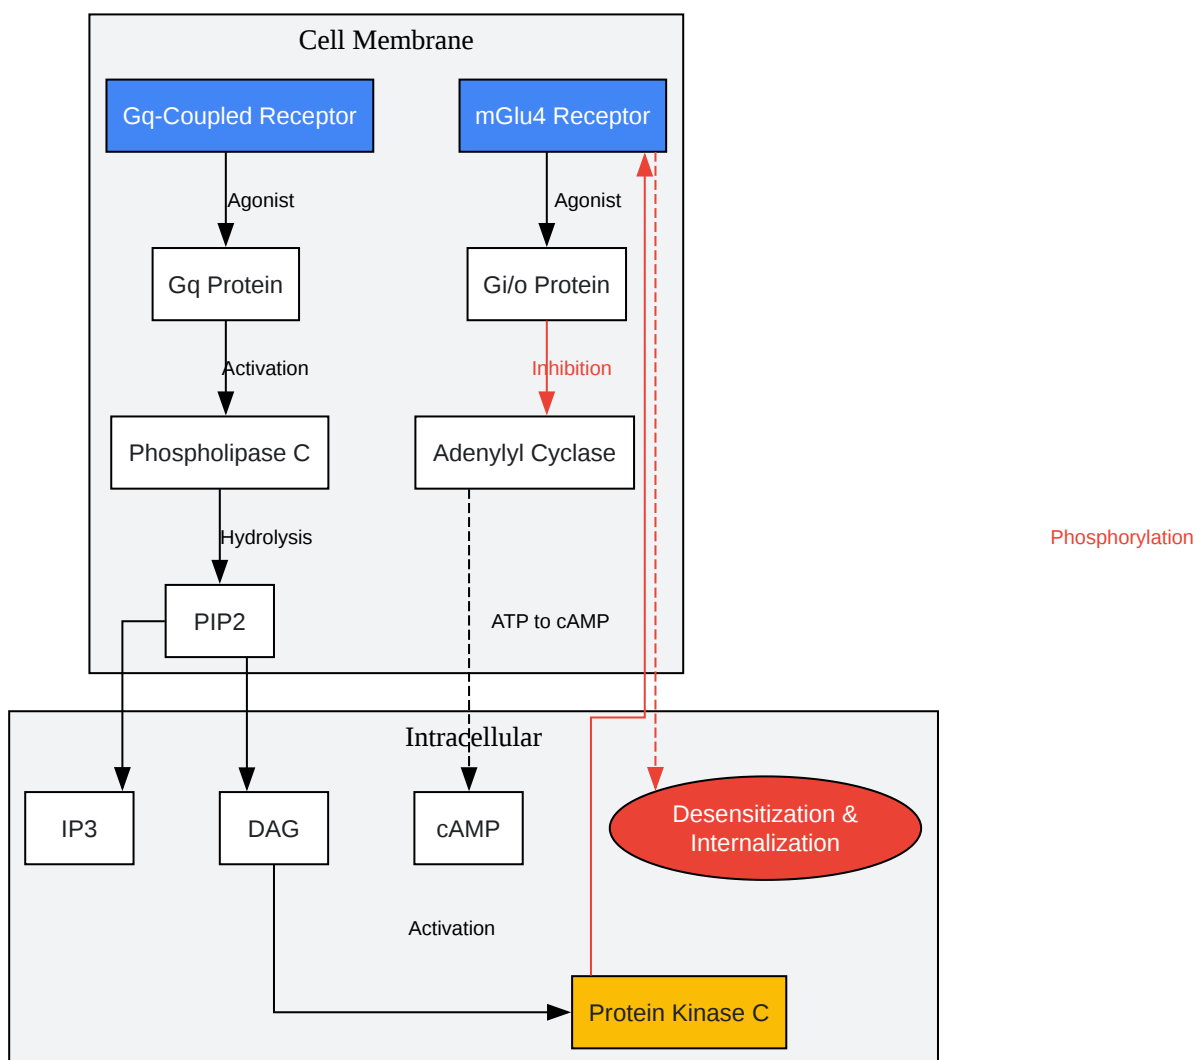 Cell Membrane
Gq-Coupled Receptor
mGlu4 Receptor
Agonist
Agonist
Gq Protein
Gi/o Protein
Activation
Inhibition
Phospholipase C
Adenylyl Cyclase
Hydrolysis
Phosphorylation
PIP2
ATP to cAMP
Intracellular
IP3
DAG
cAMP
Desensitization &
Internalization
Activation
Protein Kinase C